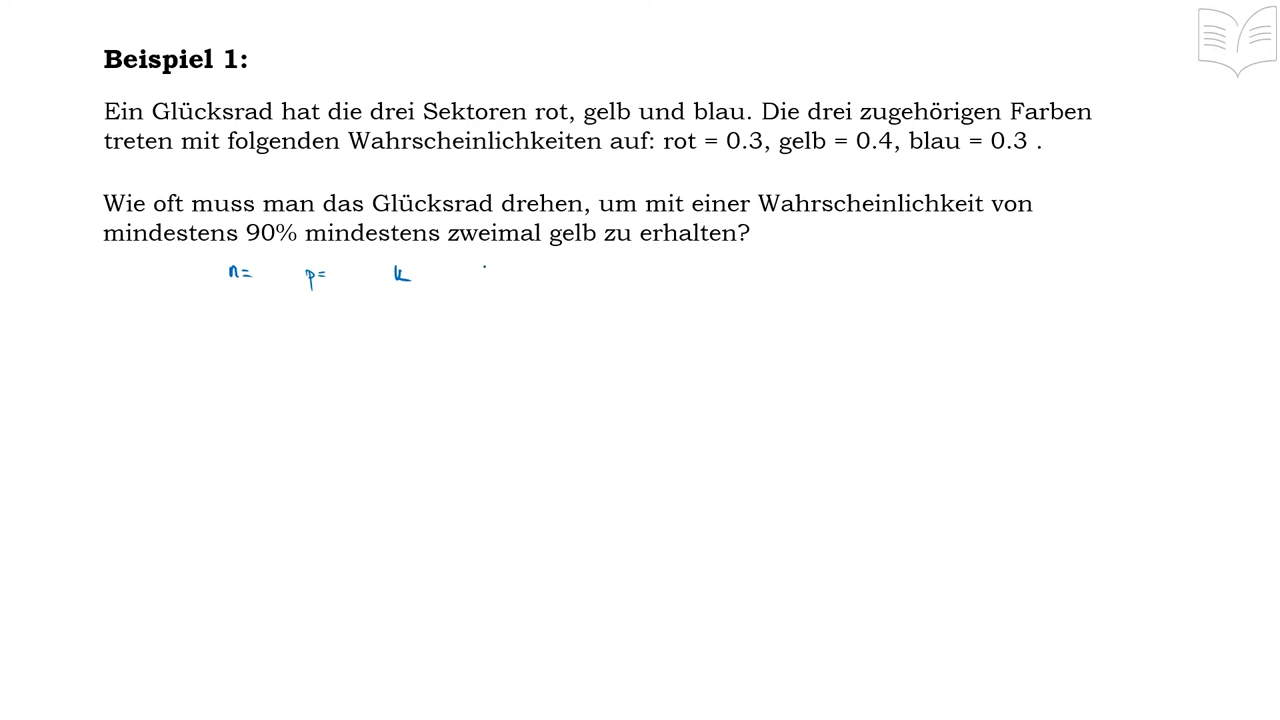 Beispiel 1:
Ein Glücksrad hat die drei Sektoren rot, gelb und blau. Die drei zugehörigen Farben
treten mit folgenden Wahrscheinlichkeiten auf: rot = 0.3, gelb = 0.4, blau = 0.3 .
Wie oft muss man das Glücksrad drehen, um mit einer Wahrscheinlichkeit von
mindestens 90% mindestens zweimal gelb zu erhalten?
n= p= k